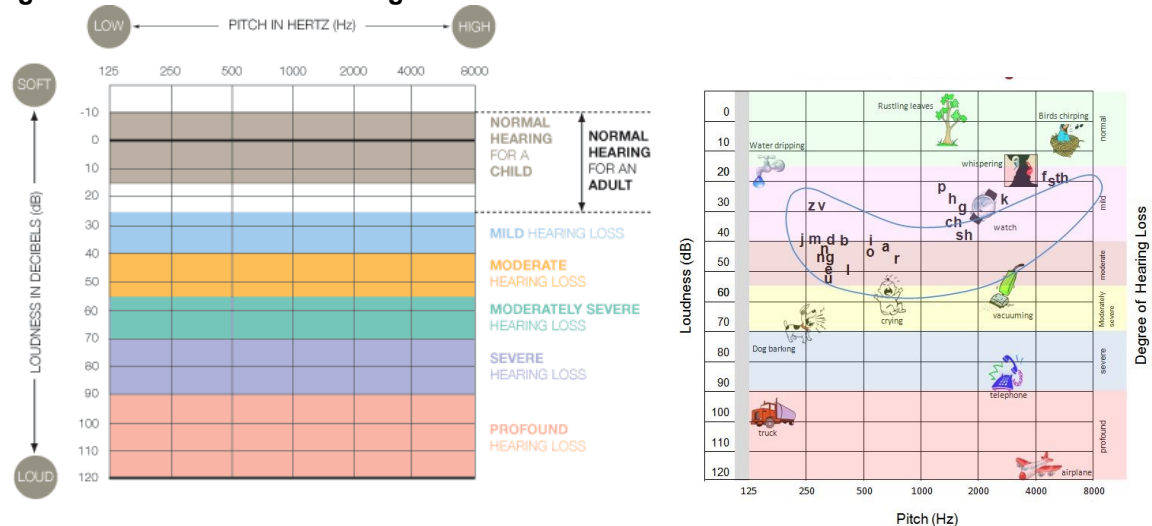 LOW PITCH IN HERTZ (Hz) HIGH
125 250 500 1000 2000 4000 8000
SOFT
LOUDNESS IN DECIBELS (dB)
LOUD
-10
0
10
20
30
40
50
60
70
80
90
100
110
120
NORMAL
HEARING
FOR A
CHILD
NORMAL
HEARING
FOR AN
ADULT
MILD HEARING LOSS
MODERATE
HEARING LOSS
MODERATELY SEVERE
HEARING LOSS
SEVERE
HEARING LOSS
PROFOUND
HEARING LOSS
Loudness (dB)
0
10
20
30
40
50
60
70
80
90
100
110
120
Rustling leaves
Birds chirping
Water dripping
whispering
f s th
p h g k
z v
ch
watch
sh
j m d b i a
n o r
ng
e l
u
crying
vacuuming
Dog barking
telephone
truck
airplane
normal
mild
moderate
Moderately
severe
severe
profound
Degree of Hearing Loss
125 250 500 1000 2000 4000 8000
Pitch (Hz)